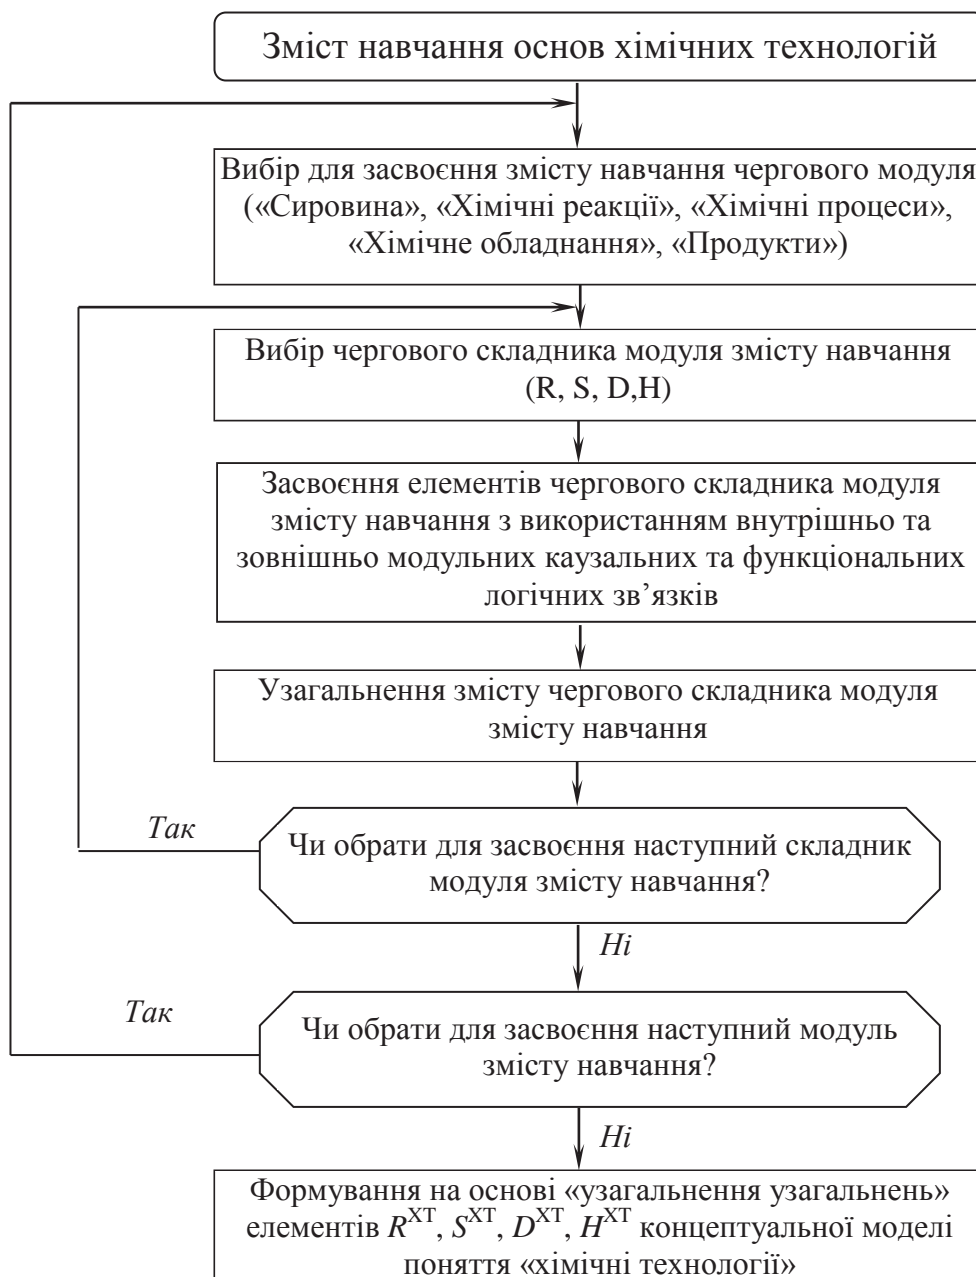 Зміст навчання основ хімічних технологій
Вибір для засвоєння змісту навчання чергового модуля
(«Сировина», «Хімічні реакції», «Хімічні процеси»,
«Хімічне обладнання», «Продукти»)
Вибір чергового складника модуля змісту навчання
(R, S, D,H)
Засвоєння елементів чергового складника модуля
змісту навчання з використанням внутрішньо та
зовнішньо модульних каузальних та функціональних
логічних зв’язків
Узагальнення змісту чергового складника модуля
змісту навчання
Так
Чи обрати для засвоєння наступний складник
модуля змісту навчання?
Ні
Так
Чи обрати для засвоєння наступний модуль
змісту навчання?
Ні
Формування на основі «узагальнення узагальнень»
елементів R^ХТ, S^ХТ, D^ХТ, H^ХТ концептуальної моделі
поняття «хімічні технології»